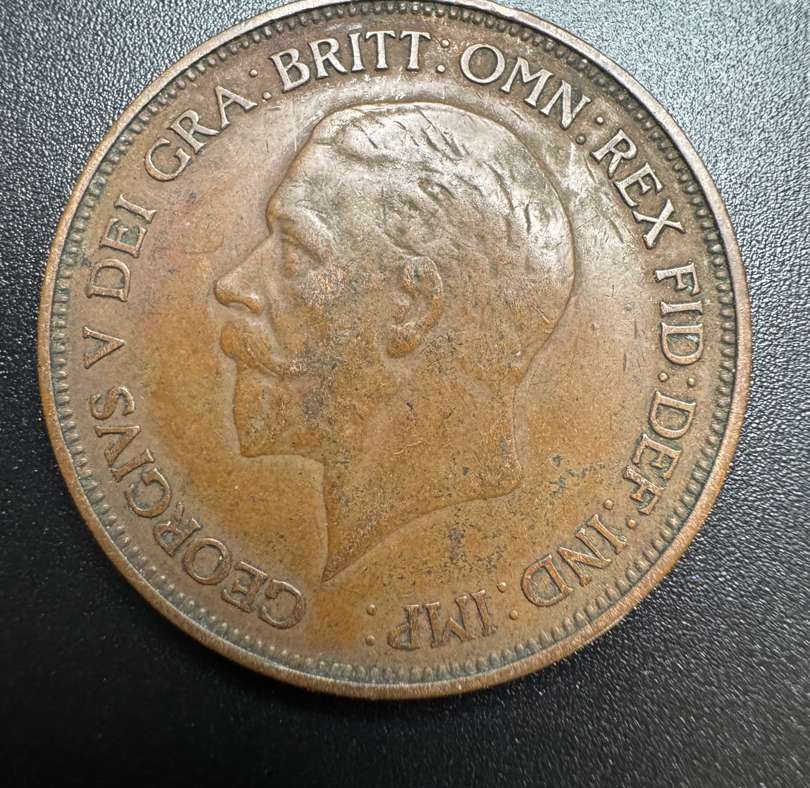 GEORGIVS V DEI GRA: BRITT: OMN: REX FID: DEF: IND: IMP: